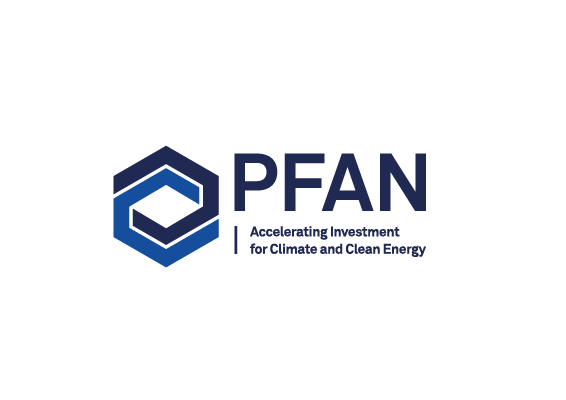 PFAN
Accelerating Investment
for Climate and Clean Energy